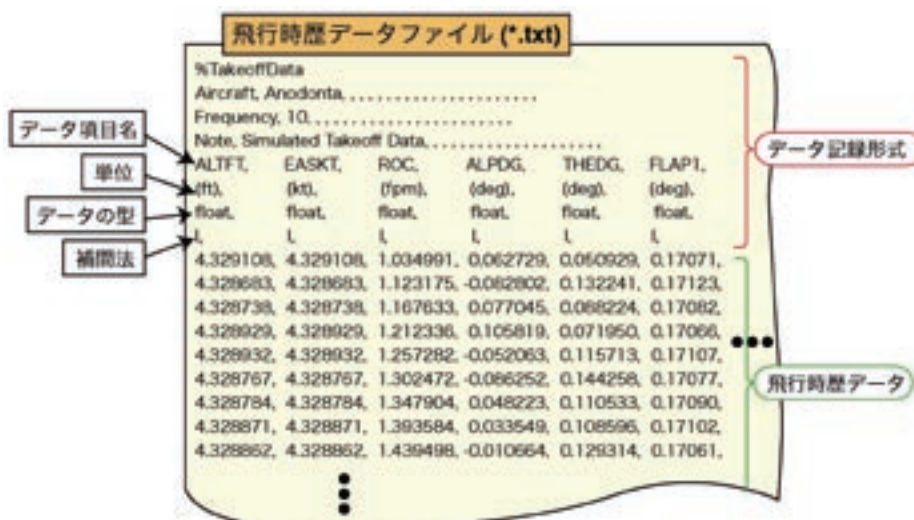 飛行時歴データファイル (*.txt)
%TakeoffData
Aircraft, Anodonta, , , , , , , , , , , , , , , , , , , , , ,
Frequency, 10, , , , , , , , , , , , , , , , , , , , , ,
Note, Simulated Takeoff Data, , , , , , , , , , , , , , , , , , ,
データ項目名
ALTFT, EASKT, ROC, ALPDG, THEDG, FLAP1,
単位
(ft), (kt), (fpm), (deg), (deg), (deg),
データの型
float, float, float, float, float, float,
補間法
l, l, l, l, l, l,
データ記録形式
4.329108, 4.329108, 1.034991, 0.062729, 0.050929, 0.17071,
4.328683, 4.328683, 1.123175, -0.082802, 0.132241, 0.17123,
4.328738, 4.328738, 1.167633, 0.077045, 0.088224, 0.17082,
4.328929, 4.328929, 1.212336, 0.105819, 0.071950, 0.17066,
4.328932, 4.328932, 1.257282, -0.052063, 0.115713, 0.17107,
4.328767, 4.328767, 1.302472, -0.086252, 0.144258, 0.17077,
4.328784, 4.328784, 1.347904, 0.048223, 0.110533, 0.17090,
4.328871, 4.328871, 1.393584, 0.033549, 0.108596, 0.17102,
4.328862, 4.328862, 1.439498, -0.010664, 0.129314, 0.17061,
飛行時歴データ